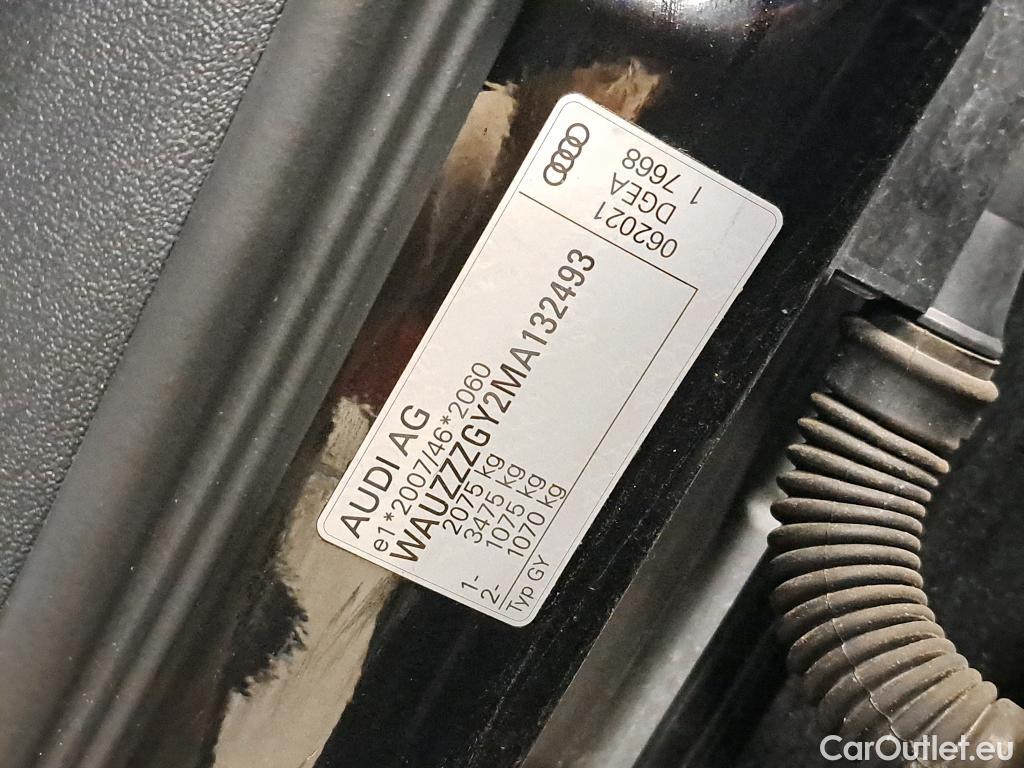 AUDI AG
e1*2007/46*2060
WAUZZZGY2MA132493
2075 kg
3475 kg
1- 1075 kg
2- 1070 kg
Typ GY
062021
DGEA
1 7668
CarOutlet.eu